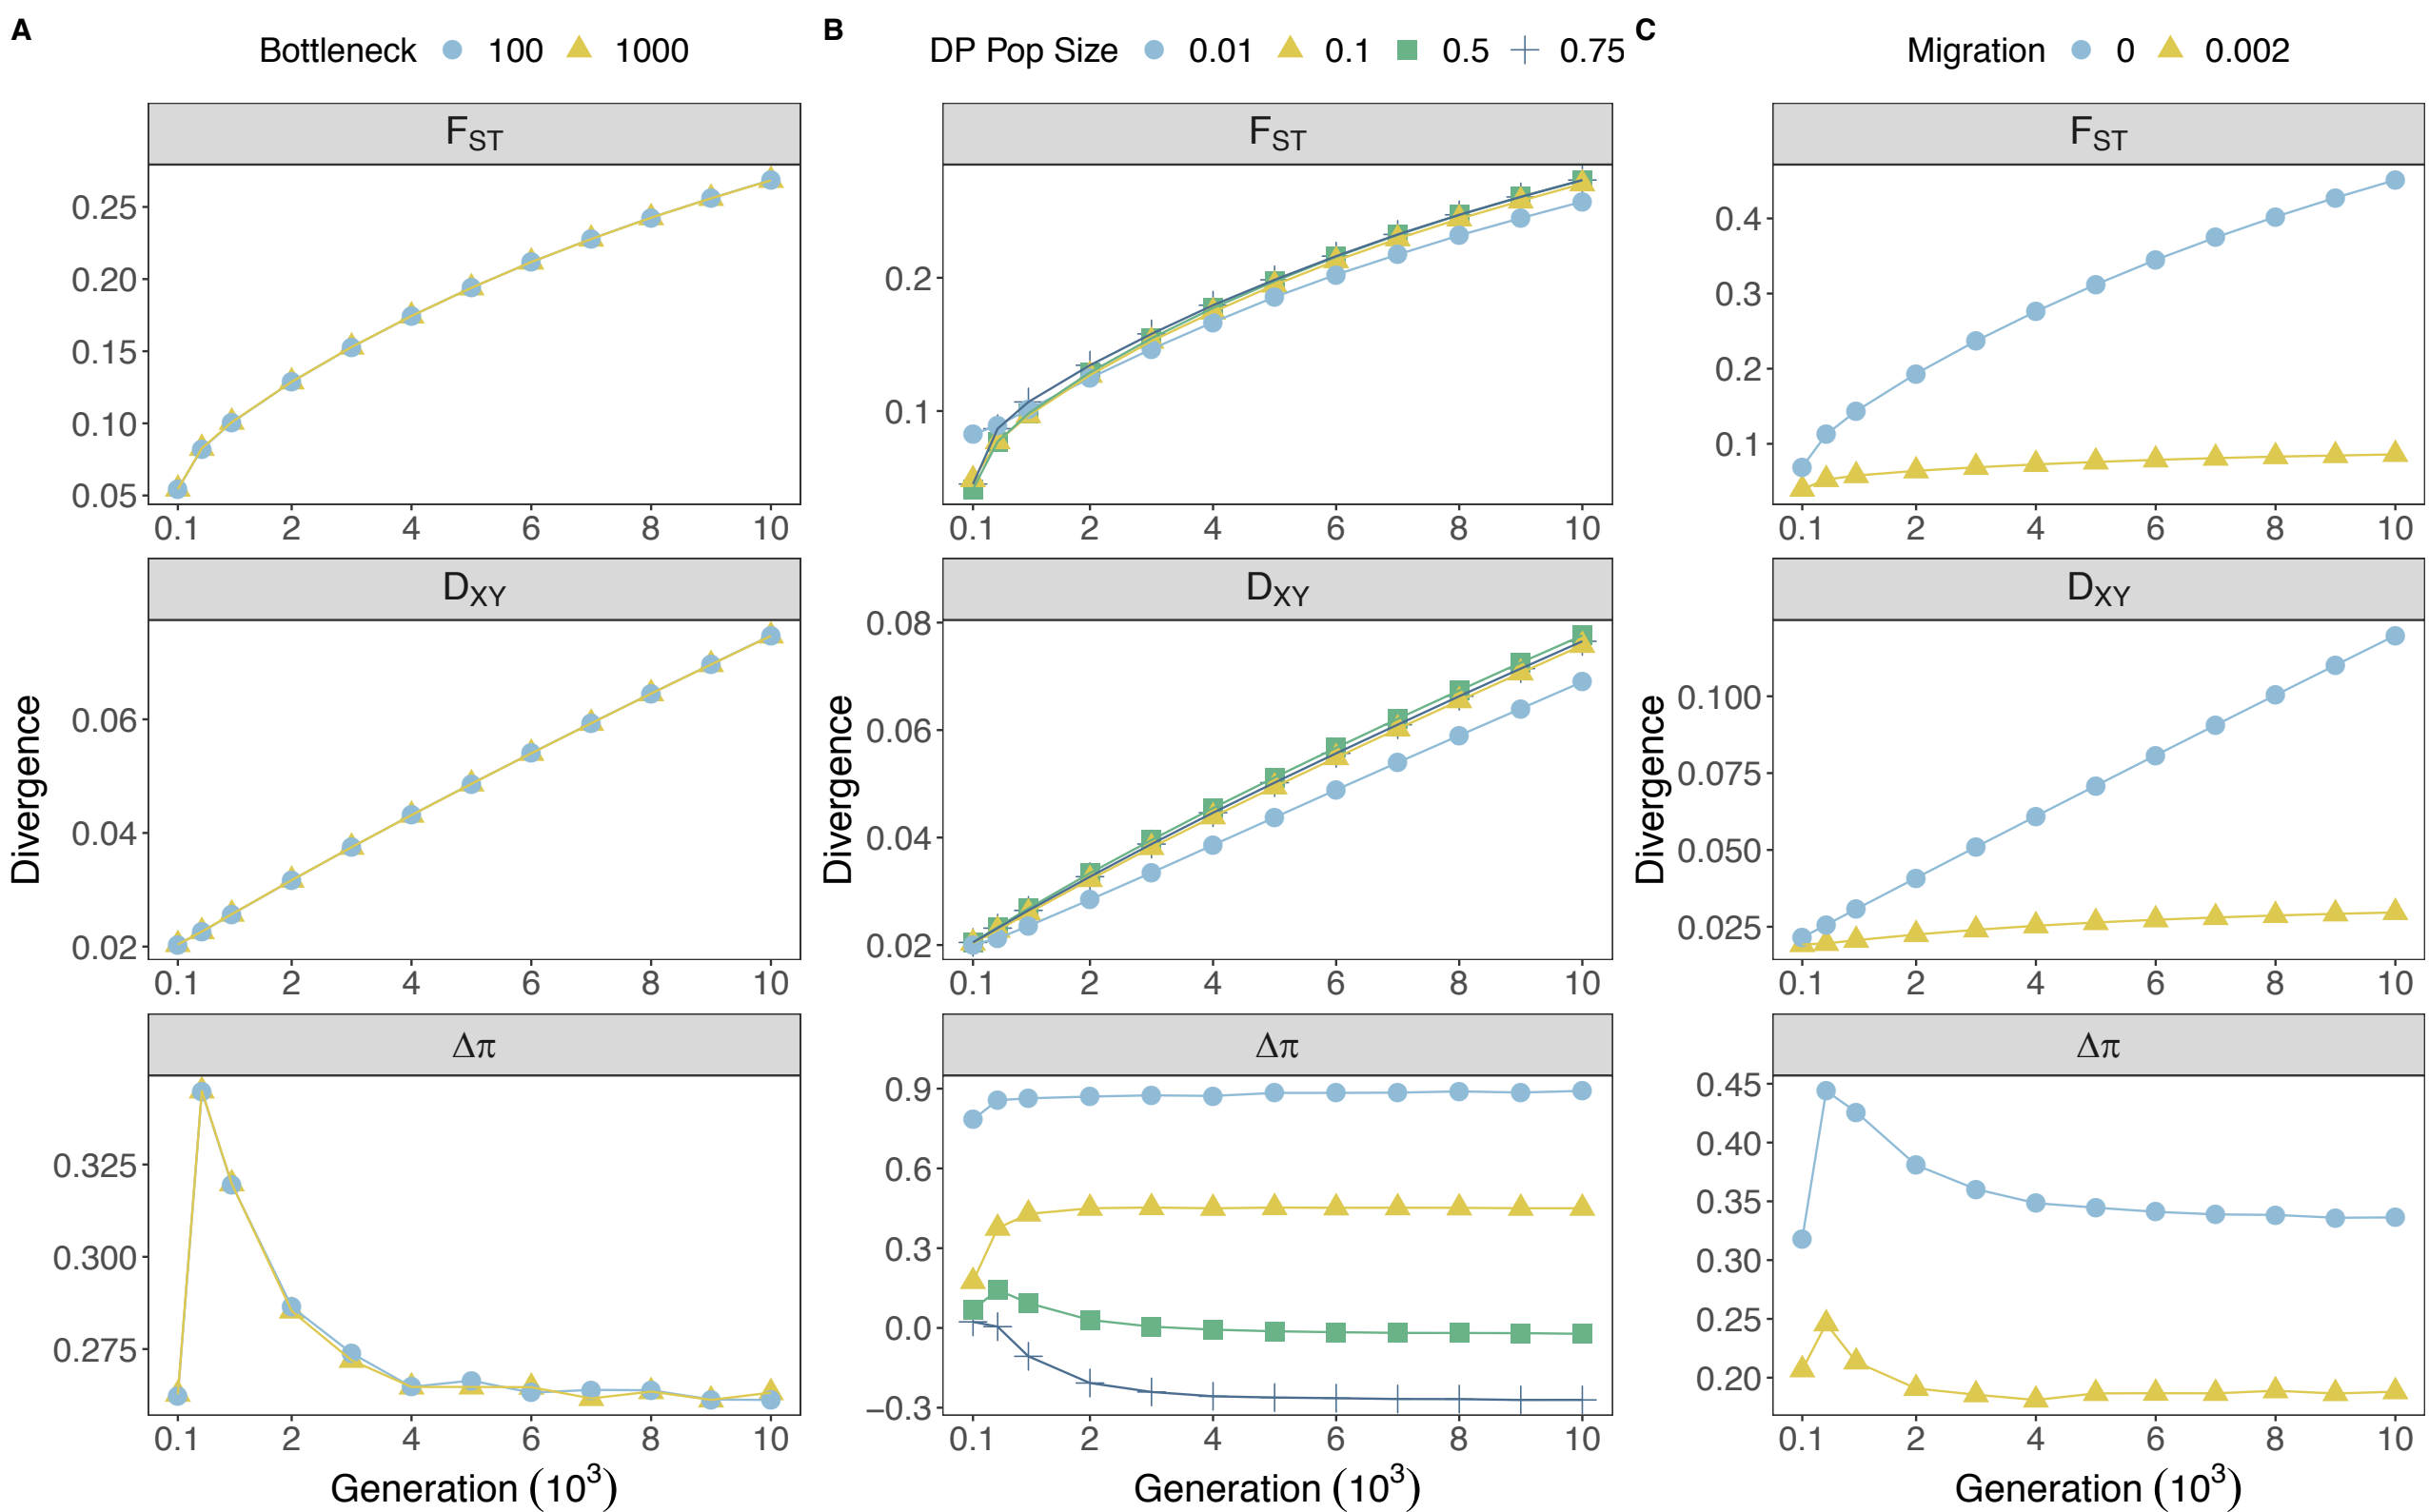 A
Bottleneck 100 1000
F_ST
0.25
0.20
0.15
0.10
0.05
0.1 2 4 6 8 10
D_XY
0.06
0.04
0.02
0.1 2 4 6 8 10
Δπ
0.325
0.300
0.275
0.1 2 4 6 8 10
Divergence
Generation (10³)
B
DP Pop Size 0.01 0.1 0.5 0.75
F_ST
0.2
0.1
0.1 2 4 6 8 10
D_XY
0.08
0.06
0.04
0.02
0.1 2 4 6 8 10
Δπ
0.9
0.6
0.3
0.0
−0.3
0.1 2 4 6 8 10
Divergence
Generation (10³)
C
Migration 0 0.002
F_ST
0.4
0.3
0.2
0.1
0.1 2 4 6 8 10
D_XY
0.100
0.075
0.050
0.025
0.1 2 4 6 8 10
Δπ
0.45
0.40
0.35
0.30
0.25
0.20
0.1 2 4 6 8 10
Divergence
Generation (10³)